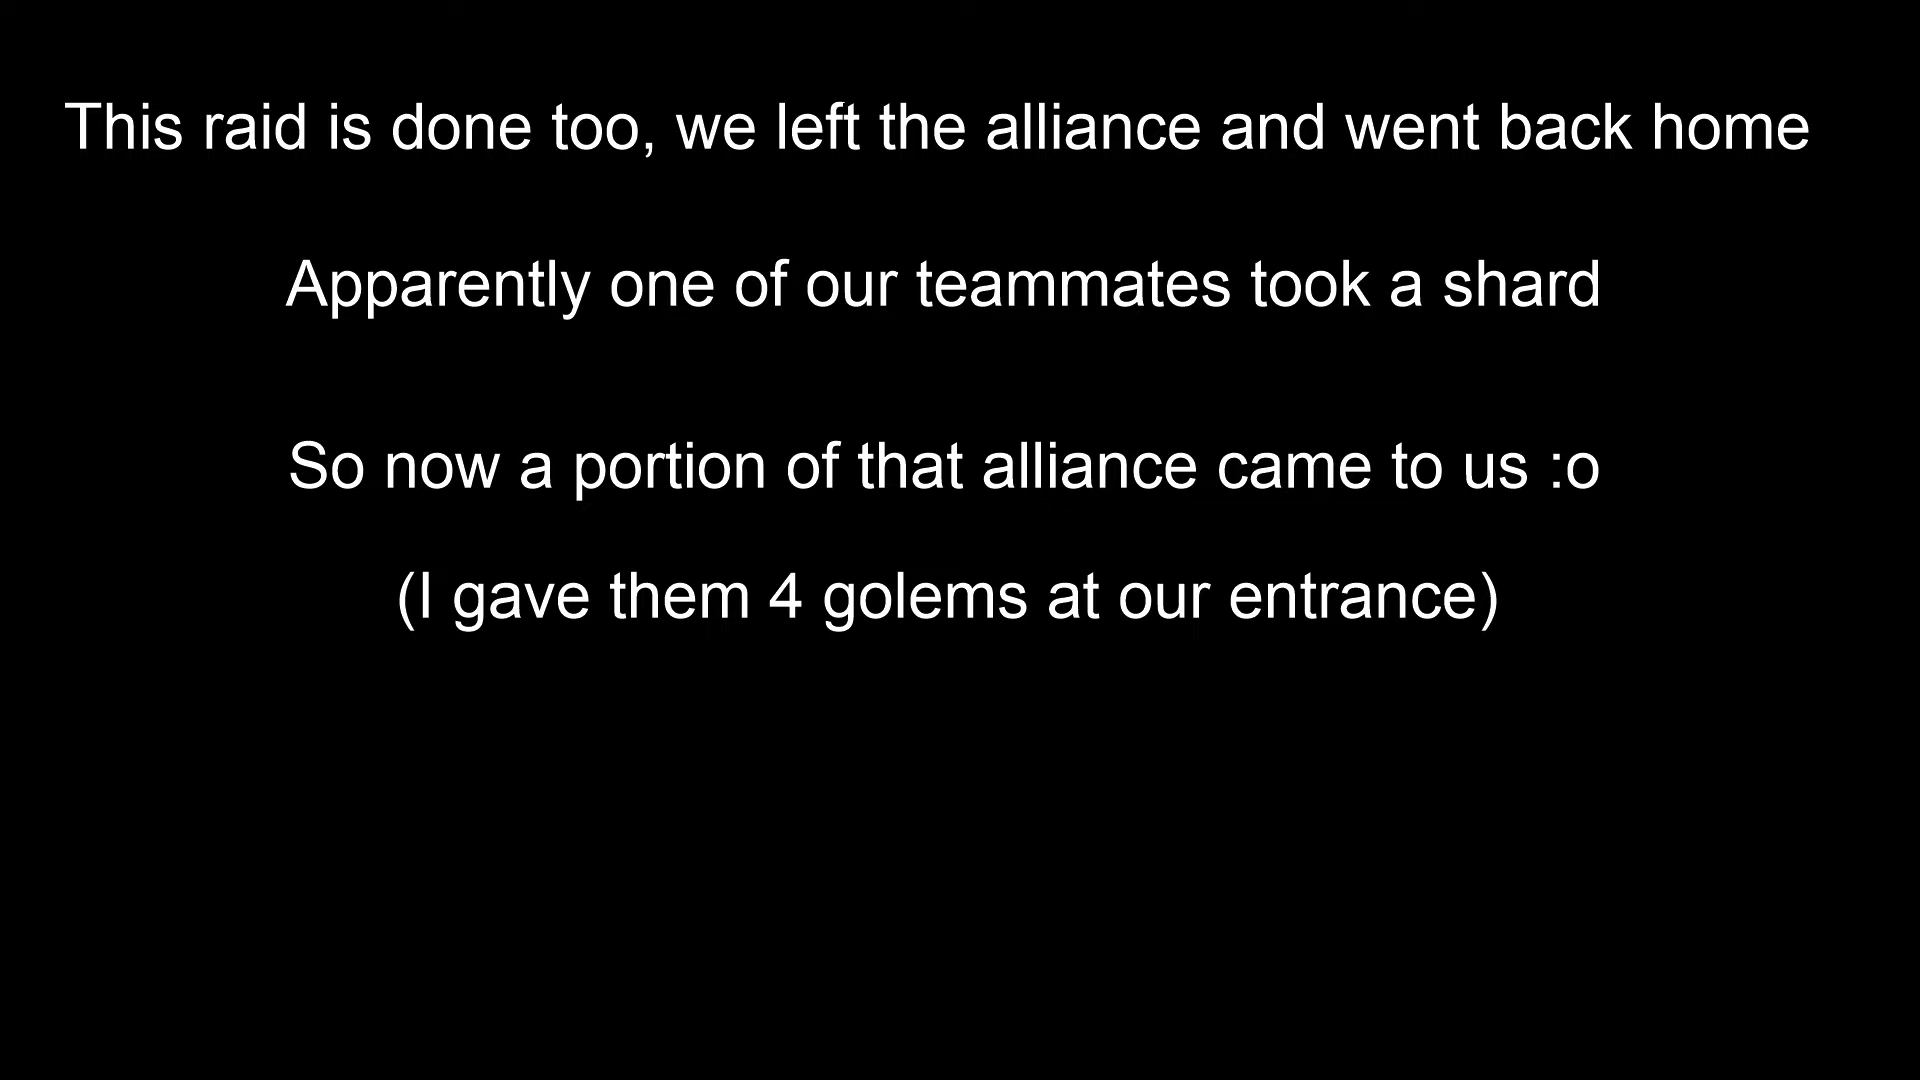 This raid is done too, we left the alliance and went back home
Apparently one of our teammates took a shard
So now a portion of that alliance came to us :o
(I gave them 4 golems at our entrance)